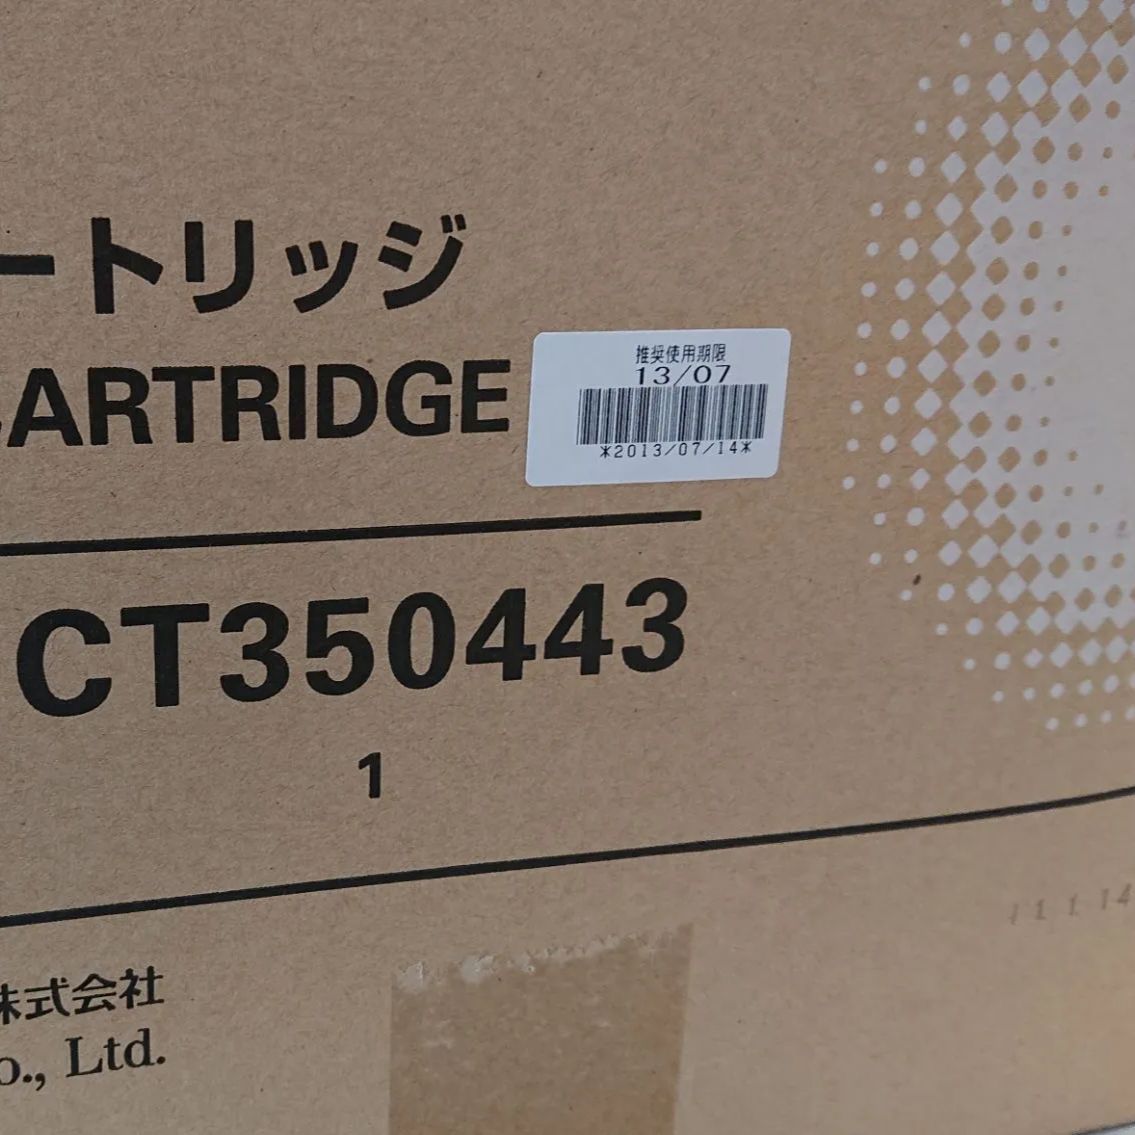 ートリッジ
CARTRIDGE
推奨使用期限
13/07
*2013/07/14*
CT350443
1
株式会社
o., Ltd.